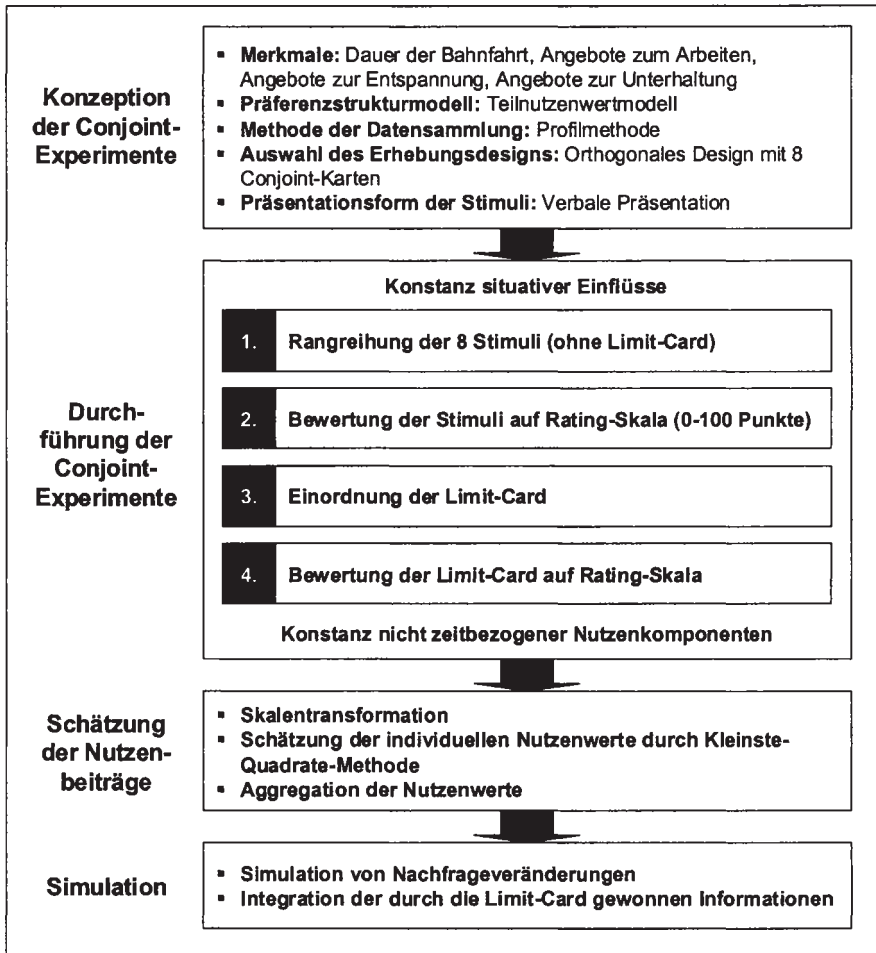 Konzeption
der Conjoint-
Experimente
▪ Merkmale: Dauer der Bahnfahrt, Angebote zum Arbeiten,
Angebote zur Entspannung, Angebote zur Unterhaltung
▪ Präferenzstrukturmodell: Teilnutzenwertmodell
▪ Methode der Datensammlung: Profilmethode
▪ Auswahl des Erhebungsdesigns: Orthogonales Design mit 8
Conjoint-Karten
▪ Präsentationsform der Stimuli: Verbale Präsentation
Durch-
führung der
Conjoint-
Experimente
Konstanz situativer Einflüsse
1. Rangreihung der 8 Stimuli (ohne Limit-Card)
2. Bewertung der Stimuli auf Rating-Skala (0-100 Punkte)
3. Einordnung der Limit-Card
4. Bewertung der Limit-Card auf Rating-Skala
Konstanz nicht zeitbezogener Nutzenkomponenten
Schätzung
der Nutzen-
beiträge
▪ Skalentransformation
▪ Schätzung der individuellen Nutzenwerte durch Kleinste-
Quadrate-Methode
▪ Aggregation der Nutzenwerte
Simulation
▪ Simulation von Nachfrageveränderungen
▪ Integration der durch die Limit-Card gewonnen Informationen